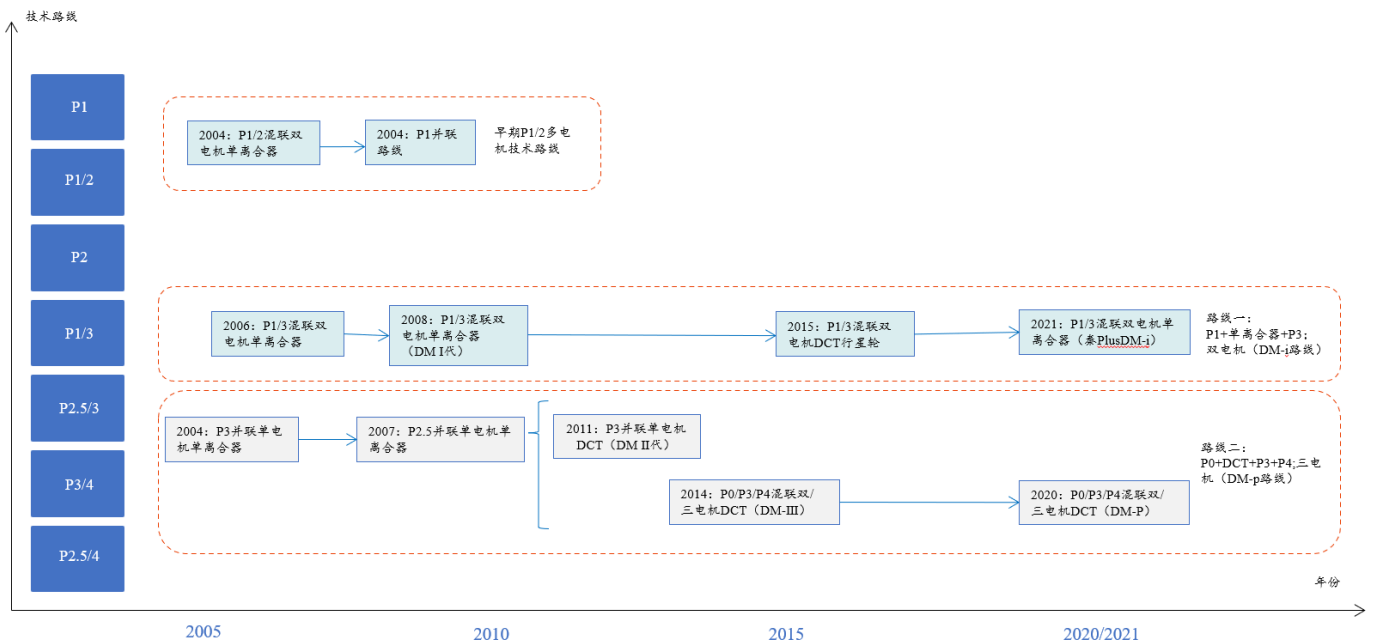 技术路线
P1
P1/2
P2
P1/3
P2.5/3
P3/4
P2.5/4
2004：P1/2混联双
电机单离合器
2004：P1并联
路线
早期P1/2多电
机技术路线
2006：P1/3混联双
电机单离合器
2008：P1/3混联双
电机单离合器
（DM I代）
2015：P1/3混联双
电机DCT行星轮
2021：P1/3混联双电机单
离合器（秦PlusDM-i）
路线一：
P1+单离合器+P3；
双电机（DM-i路线）
2004：P3并联单电
机单离合器
2007：P2.5并联单电机单
离合器
2011：P3并联单电机
DCT（DM II代）
2014：P0/P3/P4混联双/
三电机DCT（DM-III）
2020：P0/P3/P4混联双/
三电机DCT（DM-P）
路线二：
P0+DCT+P3+P4;三电
机（DM-p路线）
年份
2005
2010
2015
2020/2021